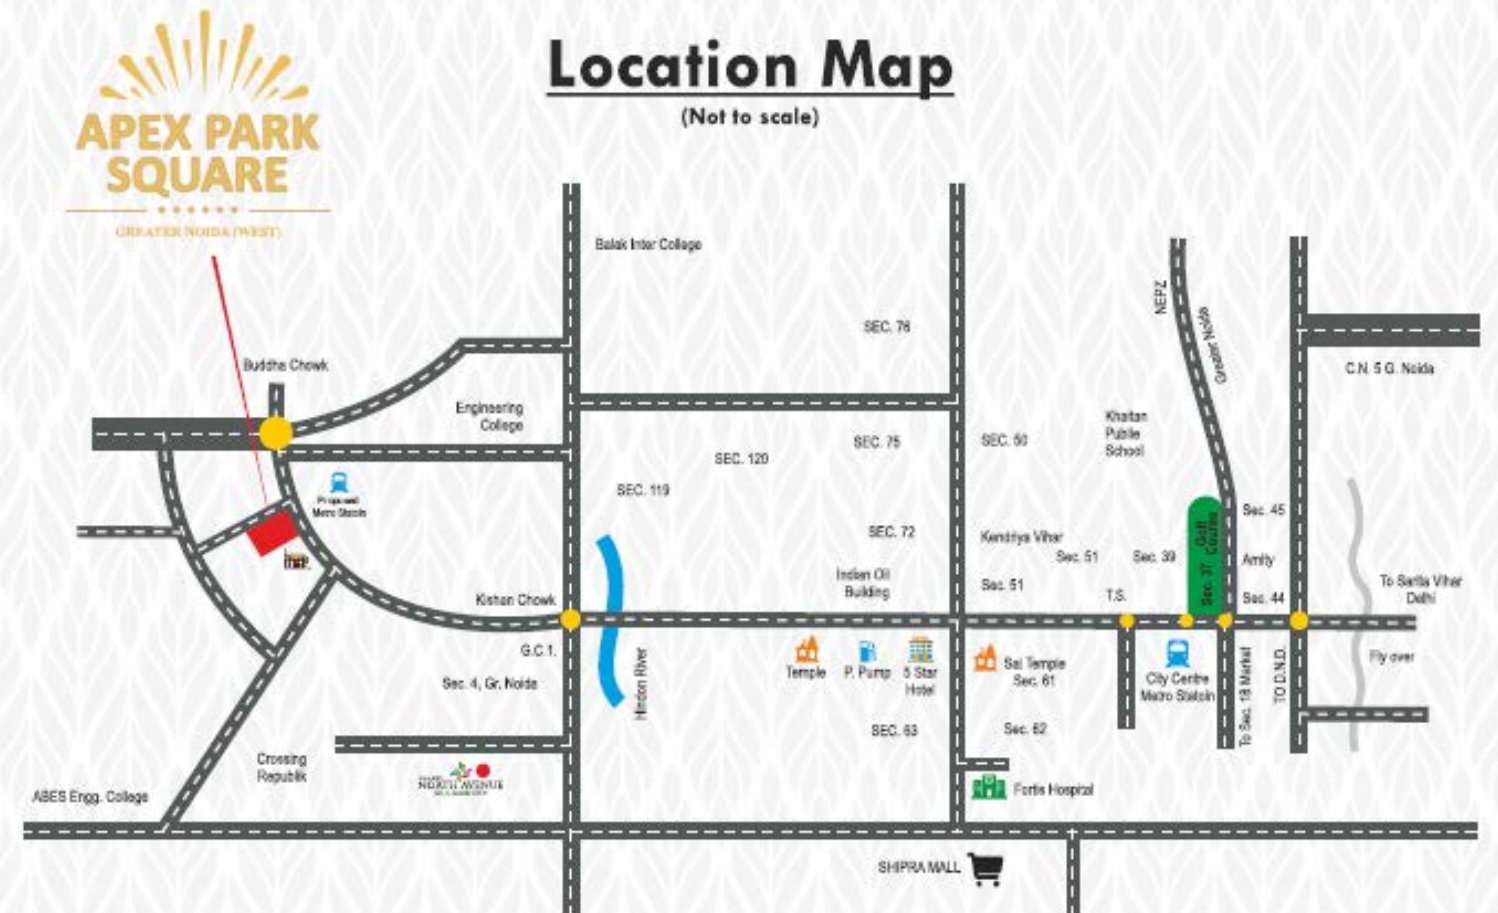 Location Map
(Not to scale)
APEX PARK
SQUARE
GREATER NOIDA (WEST)
Balak Inter College
SEC. 76
NEPZ
Greater Noida
Buddha Chowk
C.N. 5 G. Noida
Engineering
College
Khaitan
Public
School
SEC. 75
SEC. 50
SEC. 120
SEC. 119
Proposed
Metro Statoin
Sec. 45
SEC. 72
Kendriya Vihar
Sec. 51
Sec. 39
Sec. 37 Golf
Course
Amity
Indian Oil
Building
Sec. 51
T.S.
Sec. 44
To Sarita Vihar
Delhi
Kishan Chowk
G.C.1.
Sec. 4, Gr. Noida
Hindon River
Temple
P. Pump
5 Star
Hotel
Sai Temple
Sec. 61
City Centre
Metro Statoin
To Sec. 18 Market
TO D.N.D.
Fly over
SEC. 63
Sec. 62
Crossing
Republik
NORTH AVENUE
ABES Engg. College
Fortis Hospital
SHIPRA MALL